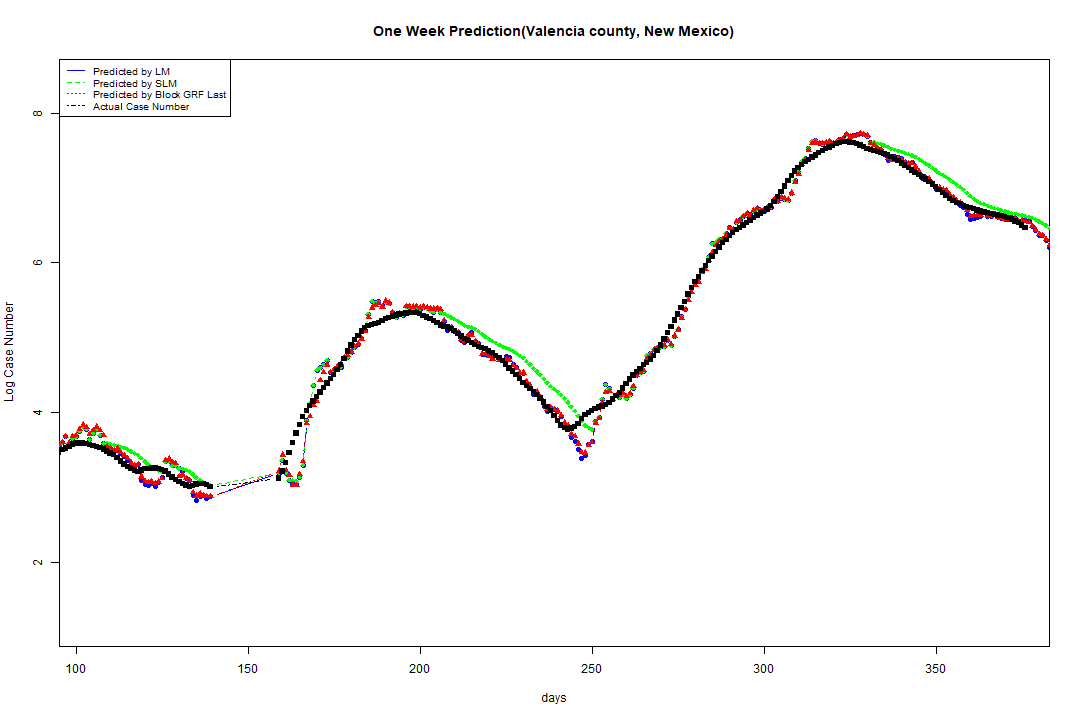 One Week Prediction(Valencia county, New Mexico)
Predicted by LM
Predicted by SLM
Predicted by Block GRF Last
Actual Case Number
8
6
4
2
Log Case Number
100 150 200 250 300 350
days